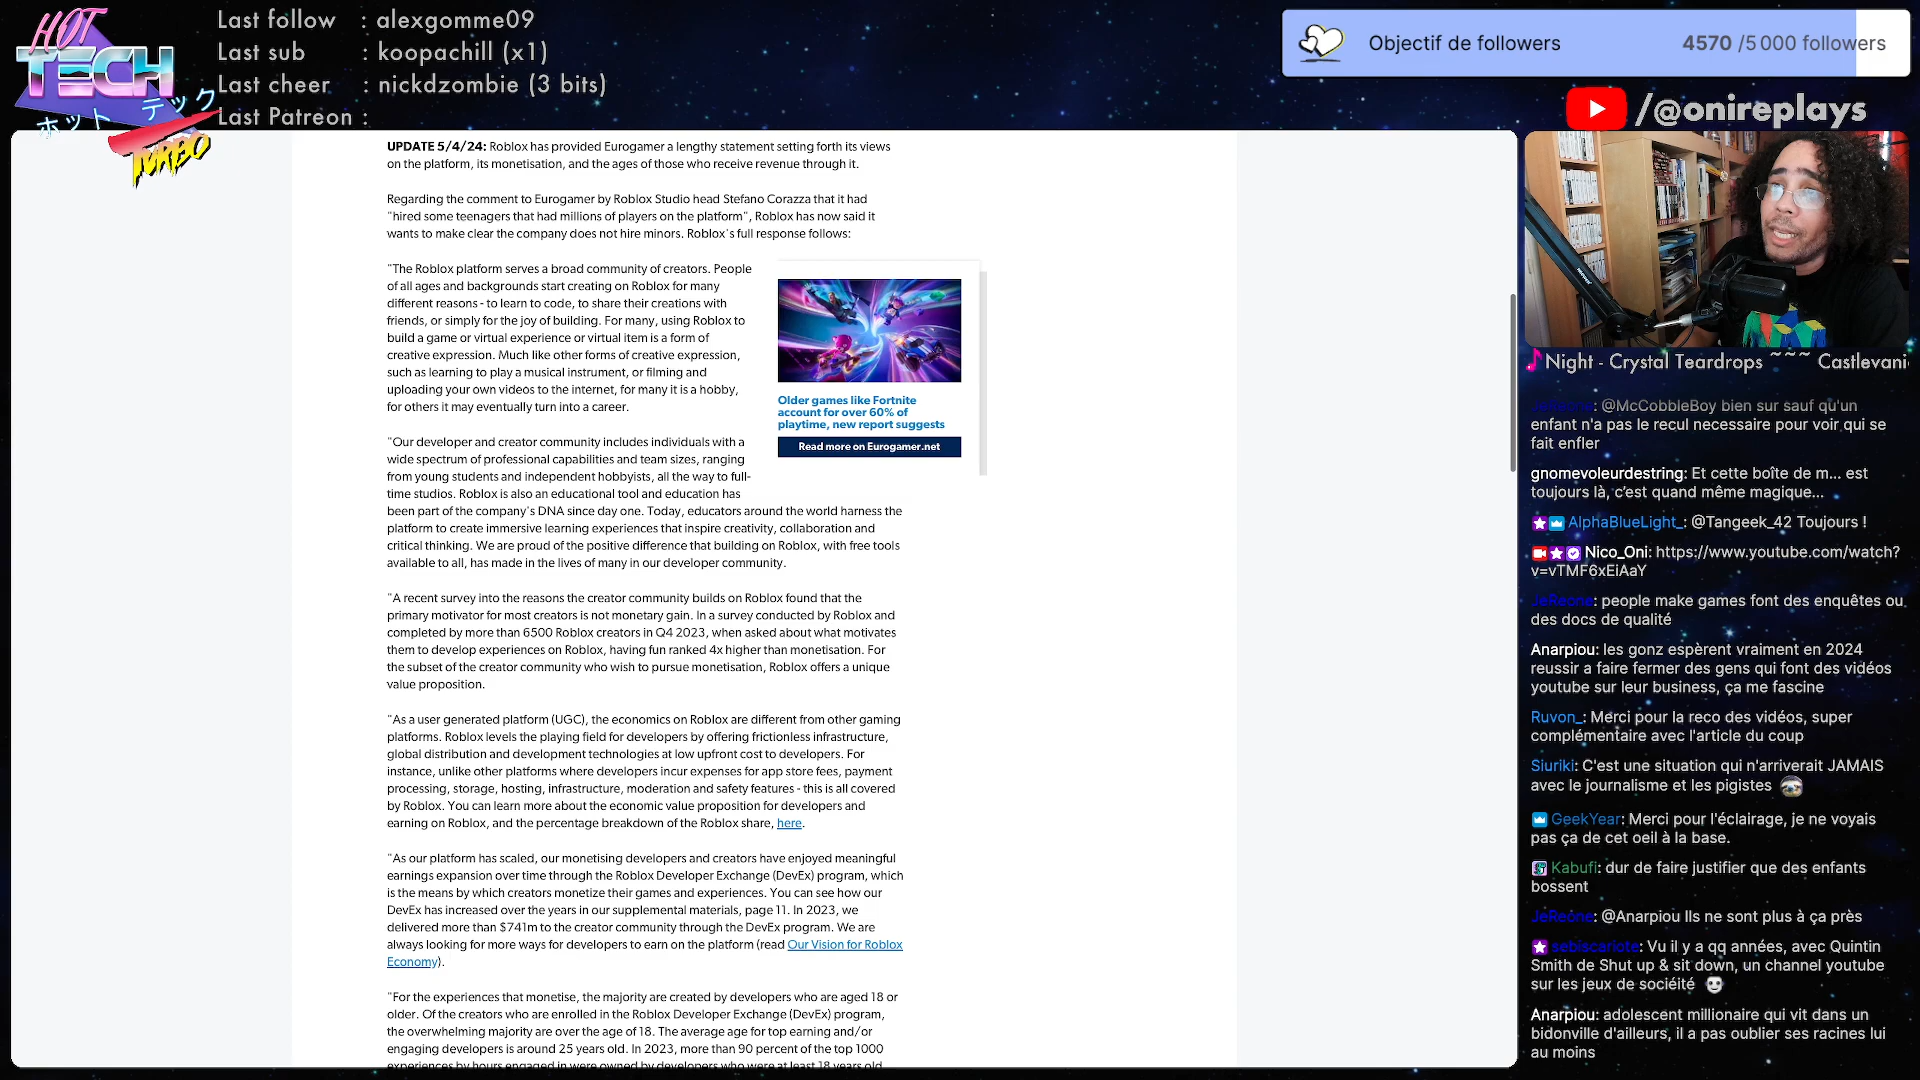 HOT
TECH
ホット テック
TURBO
Last follow : alexgomme09
Last sub : koopachill (x1)
Last cheer : nickdzombie (3 bits)
Last Patreon :
Objectif de followers 4570 /5 000 followers
/@onireplays
UPDATE 5/4/24: Roblox has provided Eurogamer a lengthy statement setting forth its views
on the platform, its monetisation, and the ages of those who receive revenue through it.
Regarding the comment to Eurogamer by Roblox Studio head Stefano Corazza that it had
"hired some teenagers that had millions of players on the platform", Roblox has now said it
wants to make clear the company does not hire minors. Roblox's full response follows:
"The Roblox platform serves a broad community of creators. People
of all ages and backgrounds start creating on Roblox for many
different reasons - to learn to code, to share their creations with
friends, or simply for the joy of building. For many, using Roblox to
build a game or virtual experience or virtual item is a form of
creative expression. Much like other forms of creative expression,
such as learning to play a musical instrument, or filming and
uploading your own videos to the internet, for many it is a hobby,
for others it may eventually turn into a career.
Older games like Fortnite
account for over 60% of
playtime, new report suggests
Read more on Eurogamer.net
"Our developer and creator community includes individuals with a
wide spectrum of professional capabilities and team sizes, ranging
from young students and independent hobbyists, all the way to full-
time studios. Roblox is also an educational tool and education has
been part of the company's DNA since day one. Today, educators around the world harness the
platform to create immersive learning experiences that inspire creativity, collaboration and
critical thinking. We are proud of the positive difference that building on Roblox, with free tools
available to all, has made in the lives of many in our developer community.
"A recent survey into the reasons the creator community builds on Roblox found that the
primary motivator for most creators is not monetary gain. In a survey conducted by Roblox and
completed by more than 6500 Roblox creators in Q4 2023, when asked about what motivates
them to develop experiences on Roblox, having fun ranked 4x higher than monetisation. For
the subset of the creator community who wish to pursue monetisation, Roblox offers a unique
value proposition.
"As a user generated platform (UGC), the economics on Roblox are different from other gaming
platforms. Roblox levels the playing field for developers by offering frictionless infrastructure,
global distribution and development technologies at low upfront cost to developers. For
instance, unlike other platforms where developers incur expenses for app store fees, payment
processing, storage, hosting, infrastructure, moderation and safety features - this is all covered
by Roblox. You can learn more about the economic value proposition for developers and
earning on Roblox, and the percentage breakdown of the Roblox share, here.
"As our platform has scaled, our monetising developers and creators have enjoyed meaningful
earnings expansion over time through the Roblox Developer Exchange (DevEx) program, which
is the means by which creators monetize their games and experiences. You can see how our
DevEx has increased over the years in our supplemental materials, page 11. In 2023, we
delivered more than $741m to the creator community through the DevEx program. We are
always looking for more ways for developers to earn on the platform (read Our Vision for Roblox
Economy).
"For the experiences that monetise, the majority are created by developers who are aged 18 or
older. Of the creators who are enrolled in the Roblox Developer Exchange (DevEx) program,
the overwhelming majority are over the age of 18. The average age for top earning and/or
engaging developers is around 25 years old. In 2023, more than 90 percent of the top 1000
experiences by hours engaged in were owned by developers who were at least 18 years old
Night - Crystal Teardrops ~~~ Castlevani
JeReone: @McCobbleBoy bien sur sauf qu'un
enfant n'a pas le recul necessaire pour voir qui se
fait enfler
gnomevoleurdestring: Et cette boîte de m... est
toujours là, c'est quand même magique...
AlphaBlueLight_: @Tangeek_42 Toujours !
Nico_Oni: https://www.youtube.com/watch?
v=vTMF6xEiAaY
JeReone: people make games font des enquêtes ou
des docs de qualité
Anarpiou: les gonz espèrent vraiment en 2024
reussir a faire fermer des gens qui font des vidéos
youtube sur leur business, ça me fascine
Ruvon_: Merci pour la reco des vidéos, super
complémentaire avec l'article du coup
Siuriki: C'est une situation qui n'arriverait JAMAIS
avec le journalisme et les pigistes
GeekYear: Merci pour l'éclairage, je ne voyais
pas ça de cet oeil à la base.
Kabufi: dur de faire justifier que des enfants
bossent
JeReone: @Anarpiou Ils ne sont plus à ça près
sebiscariote: Vu il y a qq années, avec Quintin
Smith de Shut up & sit down, un channel youtube
sur les jeux de sociéité
Anarpiou: adolescent millionaire qui vit dans un
bidonville d'ailleurs, il a pas oublier ses racines lui
au moins